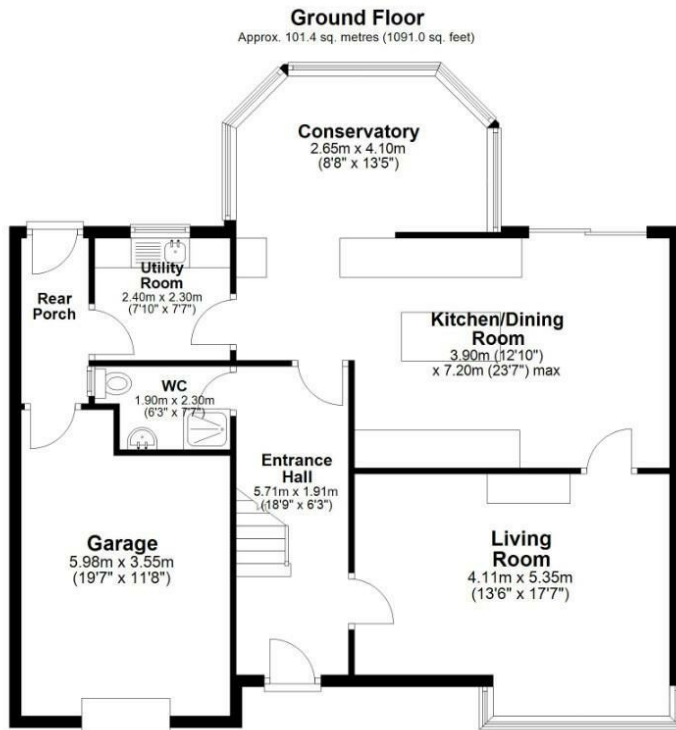 Ground Floor
Approx. 101.4 sq. metres (1091.0 sq. feet)
Conservatory
2.65m x 4.10m
(8'8" x 13'5")
Utility
Room
2.40m x 2.30m
(7'10" x 7'7")
Rear
Porch
Kitchen/Dining
Room
3.90m (12'10")
x 7.20m (23'7") max
WC
1.90m x 2.30m
(6'3" x 7'7")
Entrance
Hall
5.71m x 1.91m
(18'9" x 6'3")
Garage
5.98m x 3.55m
(19'7" x 11'8")
Living
Room
4.11m x 5.35m
(13'6" x 17'7")